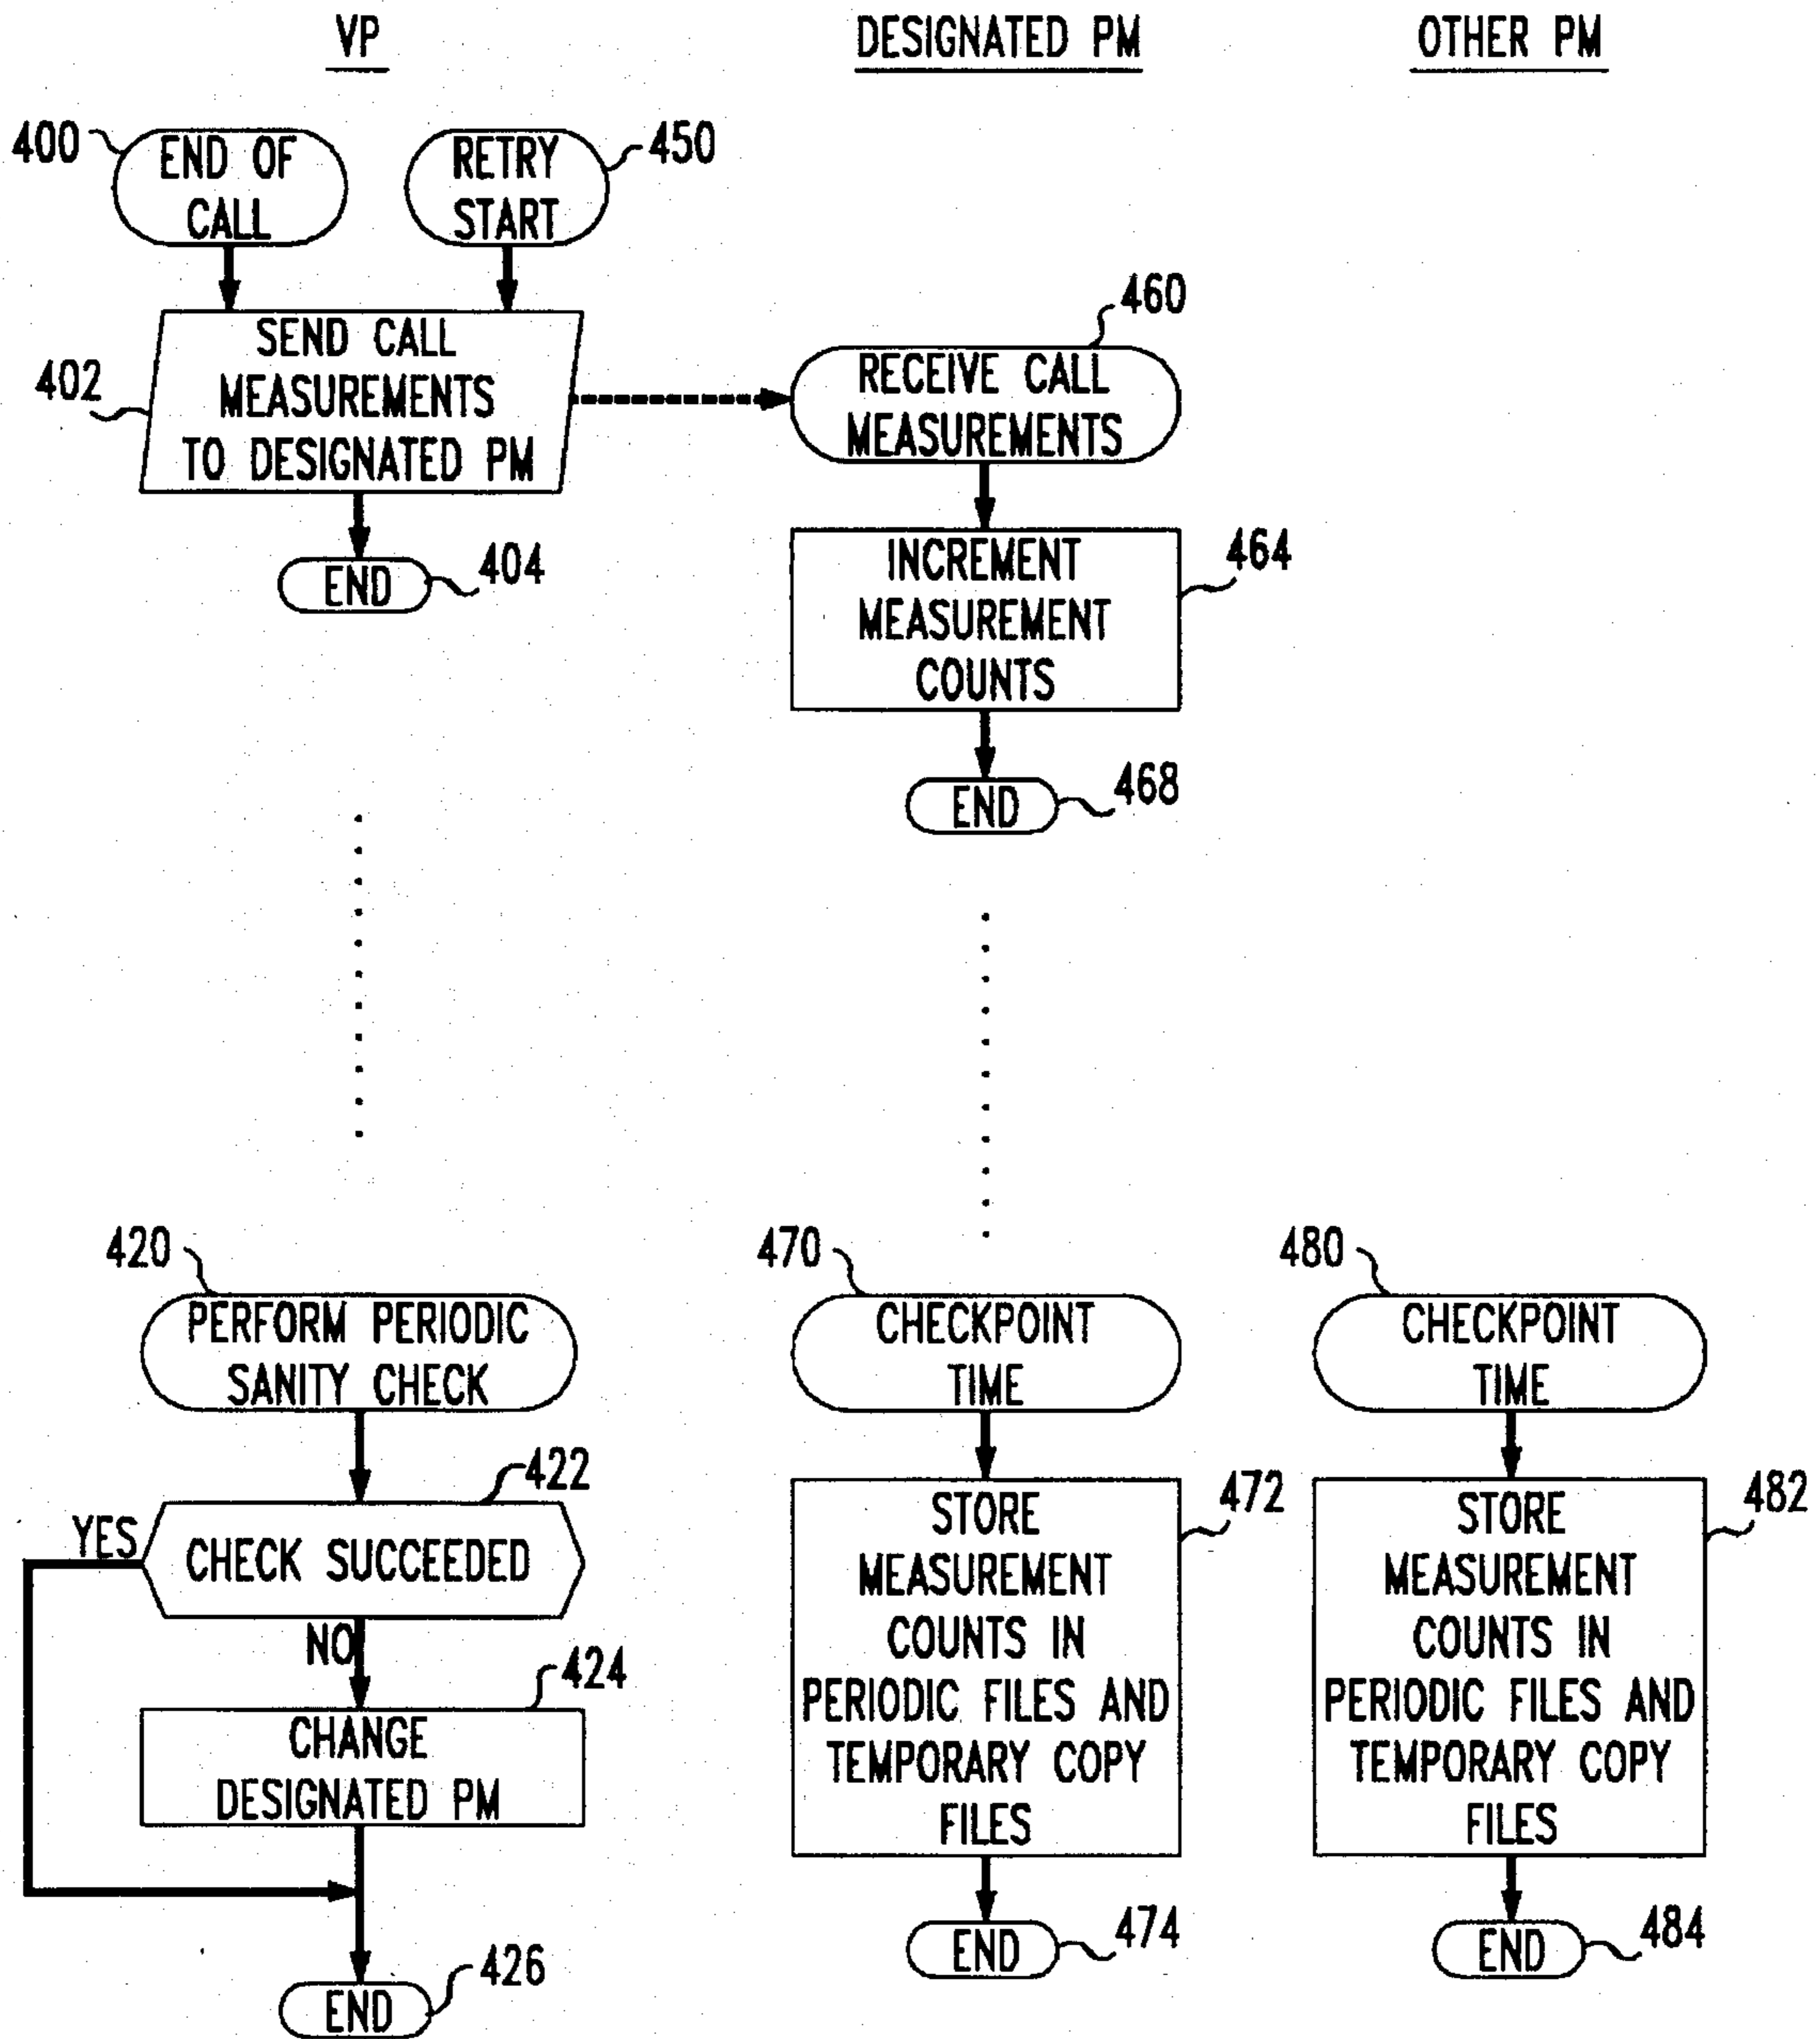 VP
DESIGNATED PM
OTHER PM
400
END OF
CALL
RETRY
START
450
402
SEND CALL
MEASUREMENTS
TO DESIGNATED PM
460
RECEIVE CALL
MEASUREMENTS
END
404
INCREMENT
MEASUREMENT
COUNTS
464
END
468
420
PERFORM PERIODIC
SANITY CHECK
422
YES
CHECK SUCCEEDED
NO
424
CHANGE
DESIGNATED PM
END
426
470
CHECKPOINT
TIME
472
STORE
MEASUREMENT
COUNTS IN
PERIODIC FILES AND
TEMPORARY COPY
FILES
END
474
480
CHECKPOINT
TIME
482
STORE
MEASUREMENT
COUNTS IN
PERIODIC FILES AND
TEMPORARY COPY
FILES
END
484